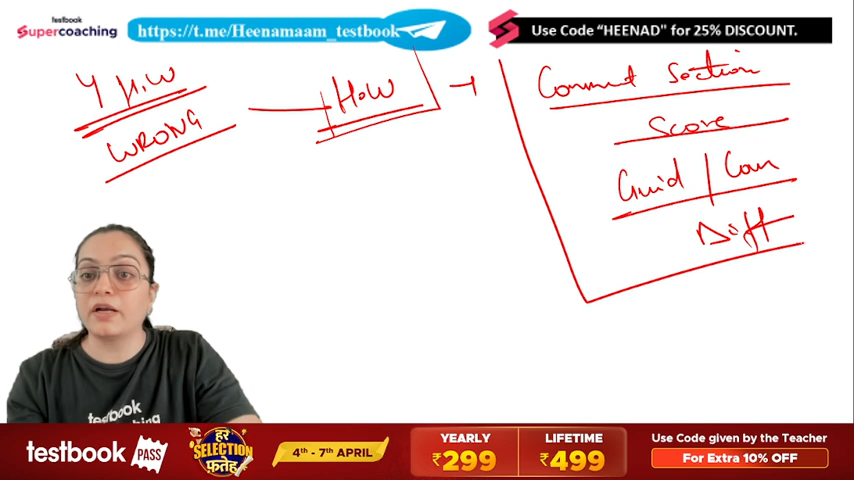 testbook
Supercoaching
https://t.me/Heenamaam_testbook
Use Code “HEENAD" for 25% DISCOUNT.
4 H.W
WRONG
H.W
Comment Section
Score
Guid / Con
Diff
testbook
testbook PASS
हर
SELECTION
फतेह
4th - 7th APRIL
YEARLY
₹299
LIFETIME
₹499
Use Code given by the Teacher
For Extra 10% OFF